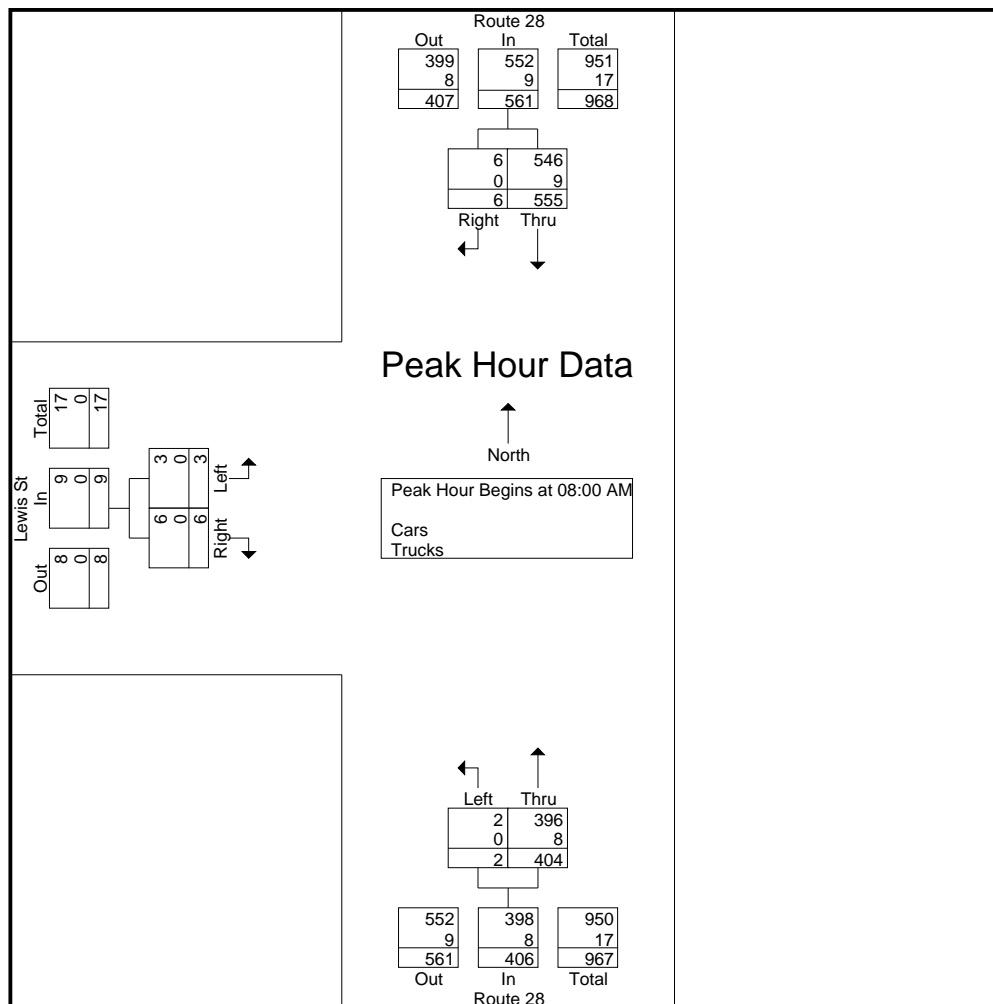 Route 28
Out In Total
399 552 951
8 9 17
407 561 968
6 546
0 9
6 555
Right Thru
Peak Hour Data
North
Peak Hour Begins at 08:00 AM
Cars
Trucks
Lewis St
Out In Total
8 9 17
0 0 0
8 9 17
6 3
0 0
6 3
Right Left
Left Thru
2 396
0 8
2 404
552 398 950
9 8 17
561 406 967
Out In Total
Route 28